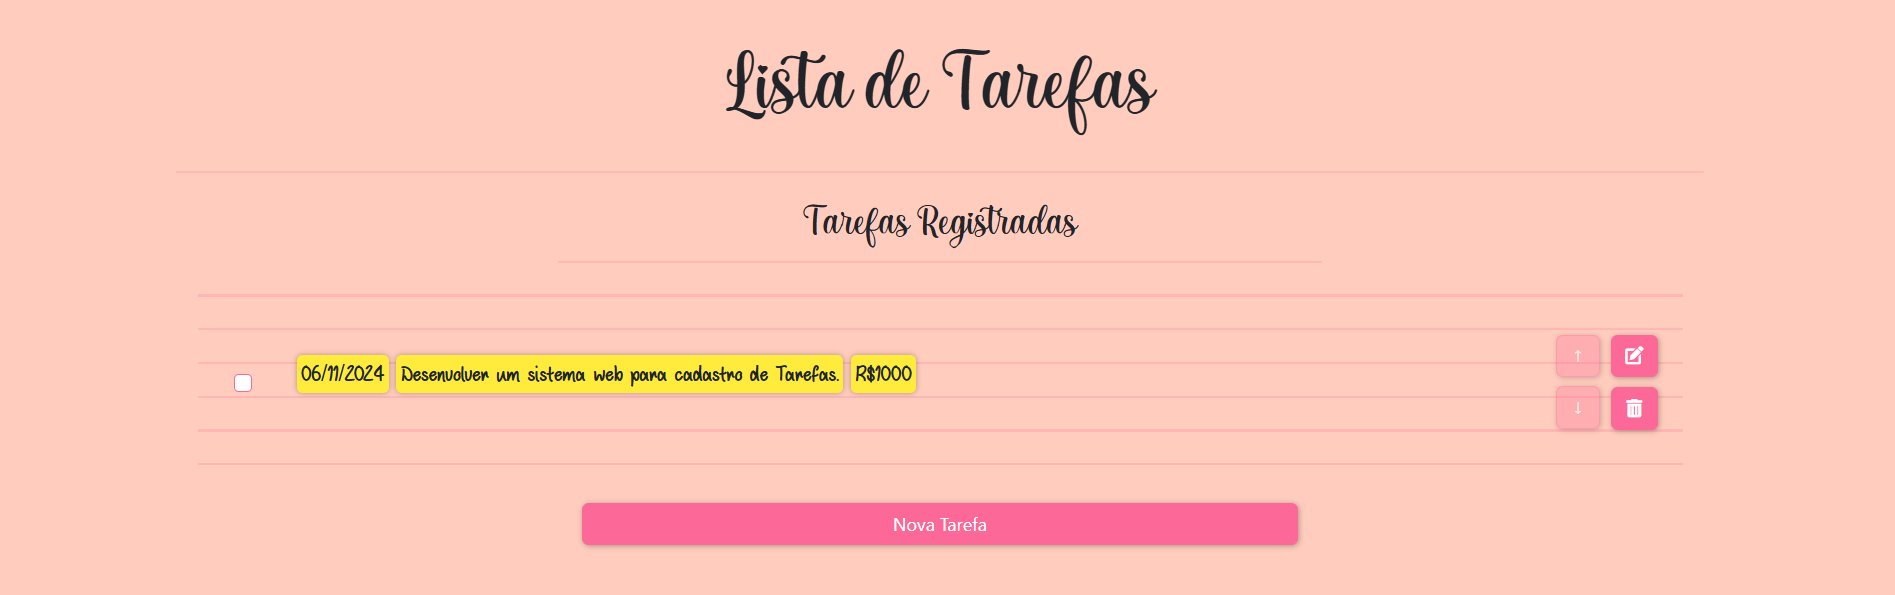 Lista de Tarefas
Tarefas Registradas
06/11/2024 Desenvolver um sistema web para cadastro de Tarefas. R$1000
Nova Tarefa